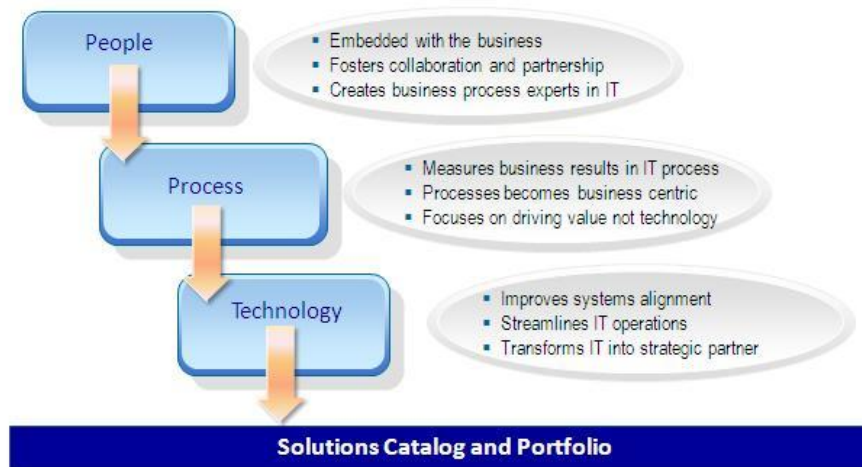 People
▪ Embedded with the business
▪ Fosters collaboration and partnership
▪ Creates business process experts in IT
Process
▪ Measures business results in IT process
▪ Processes becomes business centric
▪ Focuses on driving value not technology
Technology
▪ Improves systems alignment
▪ Streamlines IT operations
▪ Transforms IT into strategic partner
Solutions Catalog and Portfolio